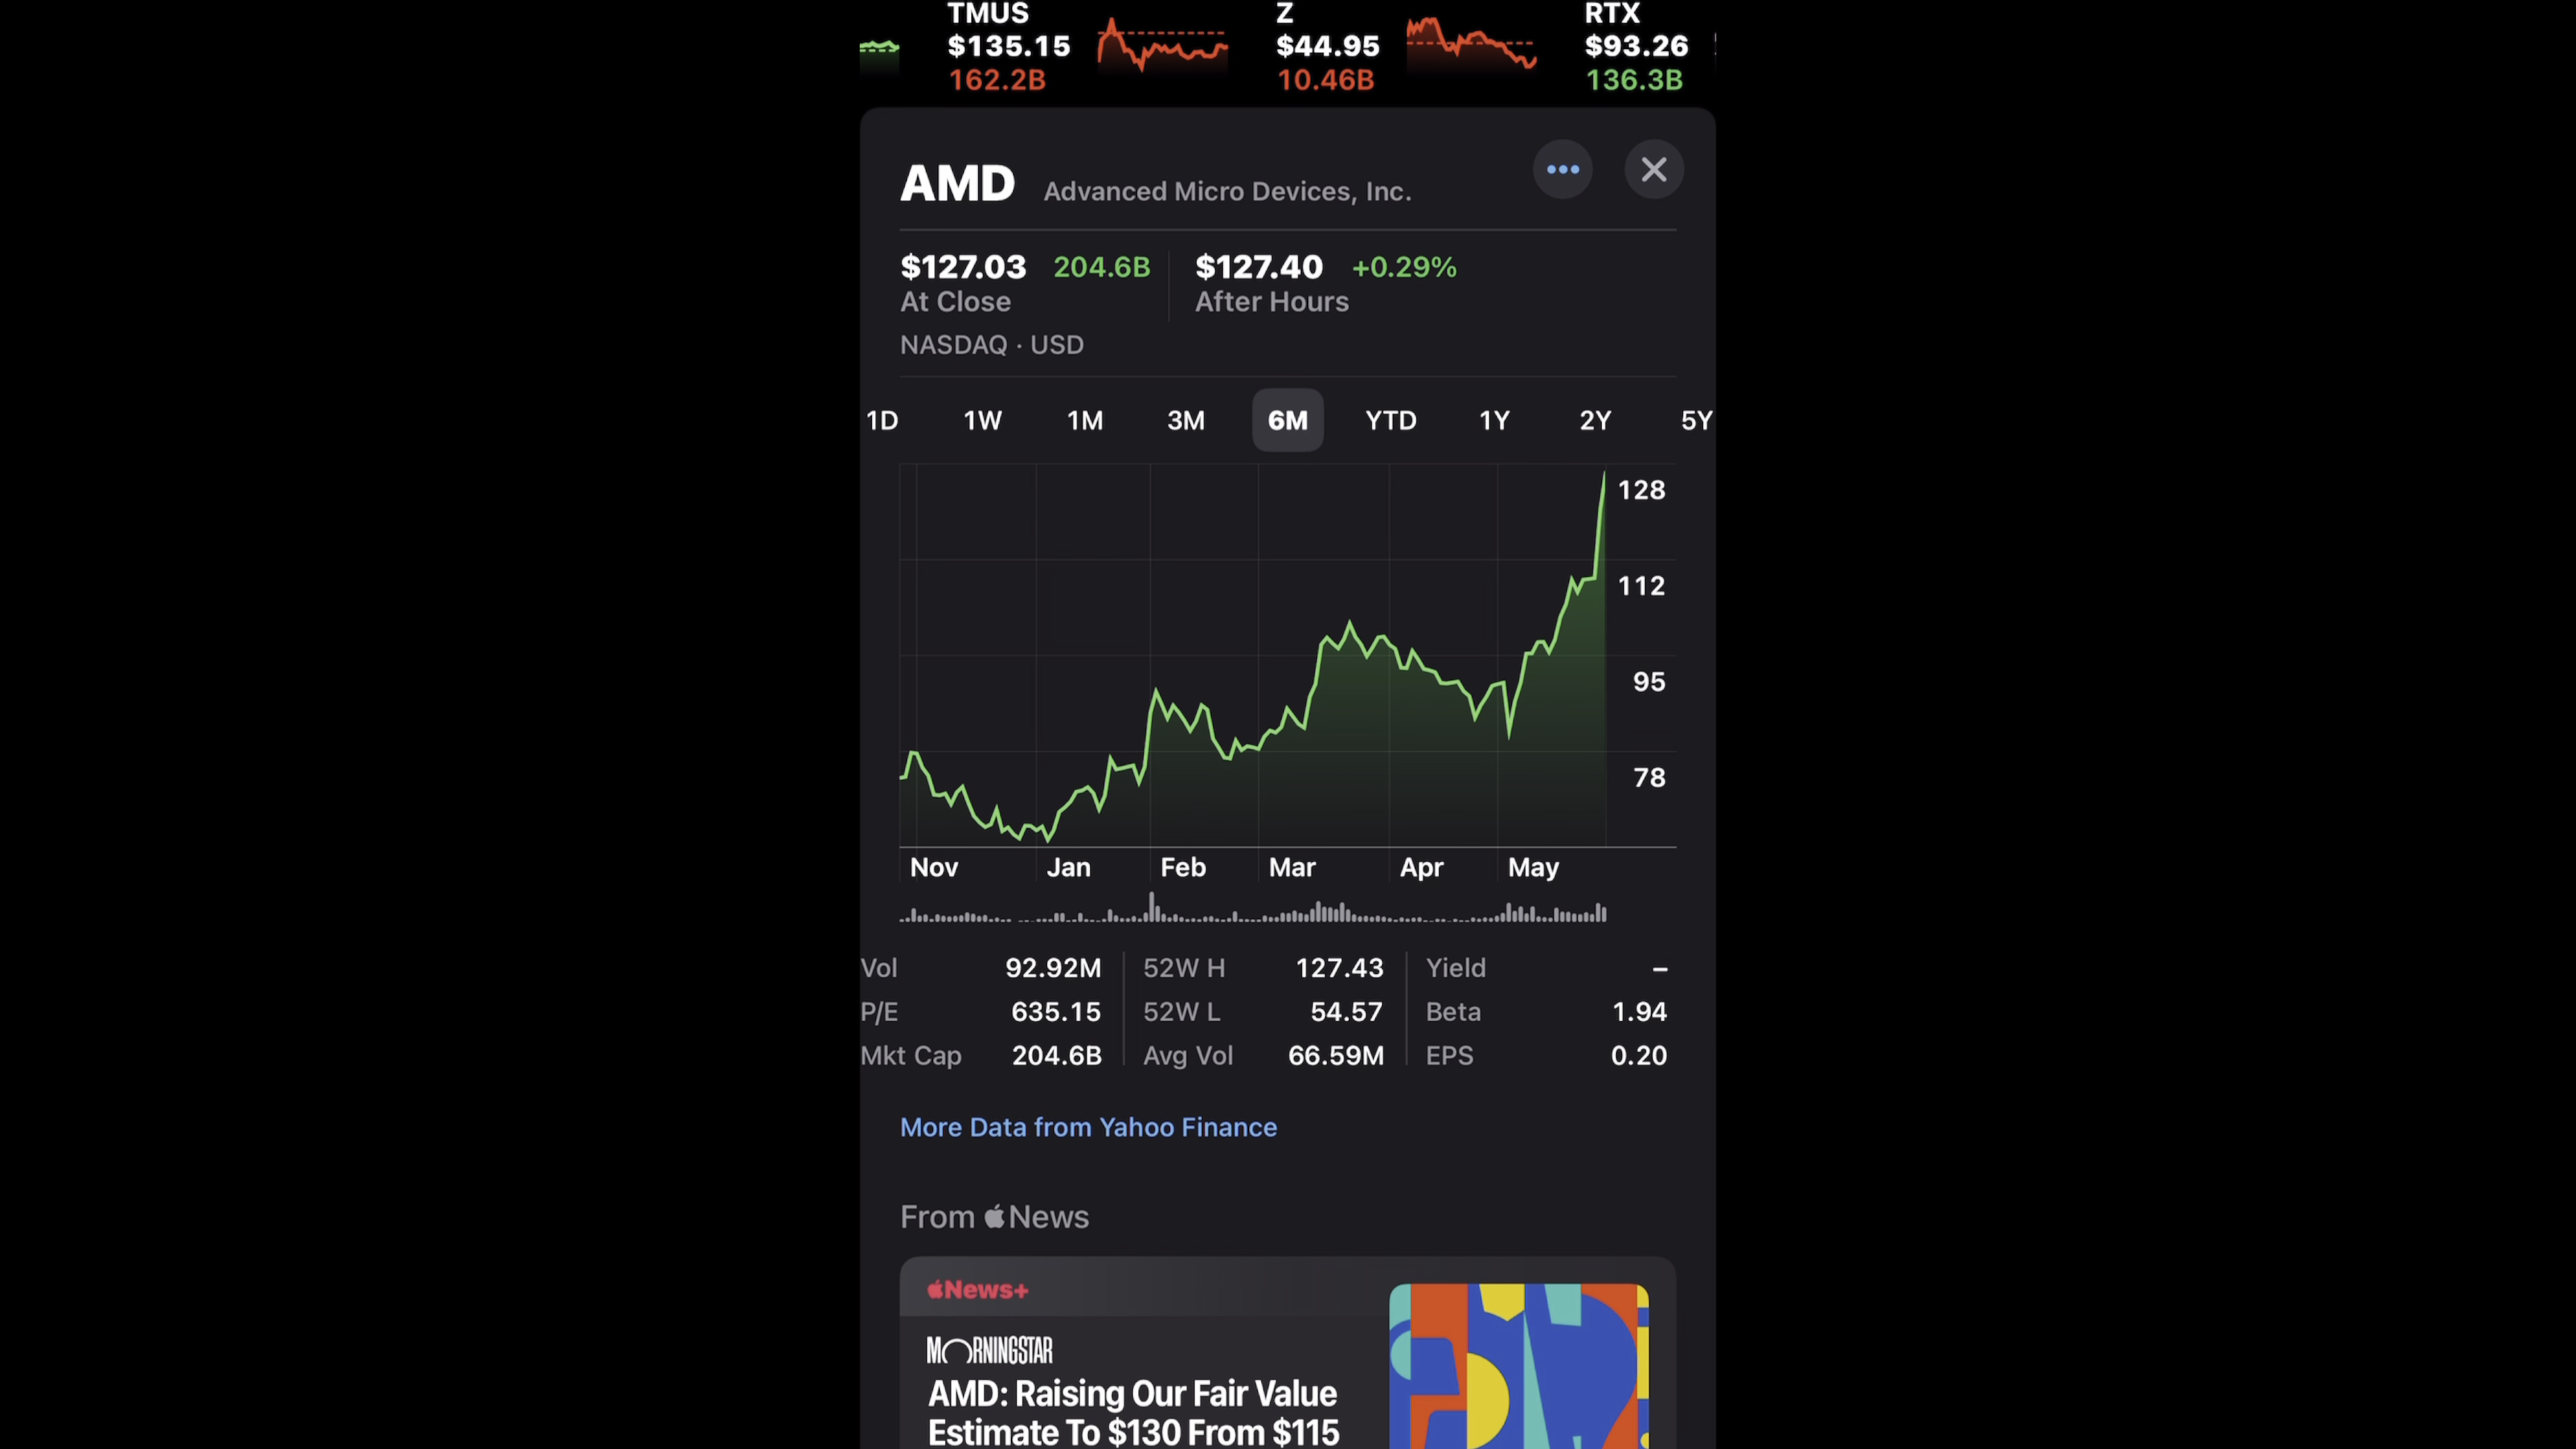 TMUS
$135.15
162.2B
Z
$44.95
10.46B
RTX
$93.26
136.3B
AMD Advanced Micro Devices, Inc.
$127.03 204.6B $127.40 +0.29%
At Close After Hours
NASDAQ · USD
1D 1W 1M 3M 6M YTD 1Y 2Y 5Y
128
112
95
78
Nov Jan Feb Mar Apr May
Vol 92.92M 52W H 127.43 Yield –
P/E 635.15 52W L 54.57 Beta 1.94
Mkt Cap 204.6B Avg Vol 66.59M EPS 0.20
More Data from Yahoo Finance
From News
News+
MORNINGSTAR
AMD: Raising Our Fair Value
Estimate To $130 From $115